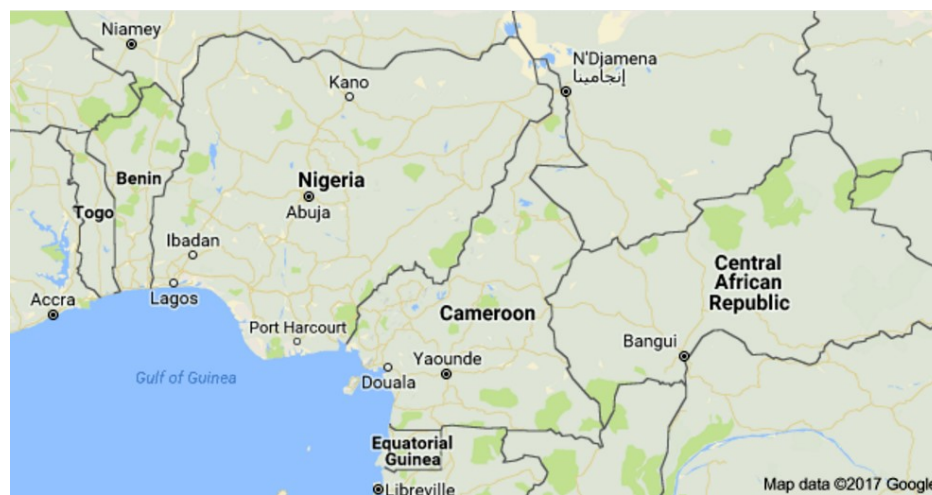 Niamey
N'Djamena
إنجامينا
Kano
Benin
Nigeria
Abuja
Togo
Ibadan
Central
African
Republic
Accra
Lagos
Cameroon
Port Harcourt
Bangui
Yaounde
Gulf of Guinea
Douala
Equatorial
Guinea
Libreville
Map data ©2017 Google